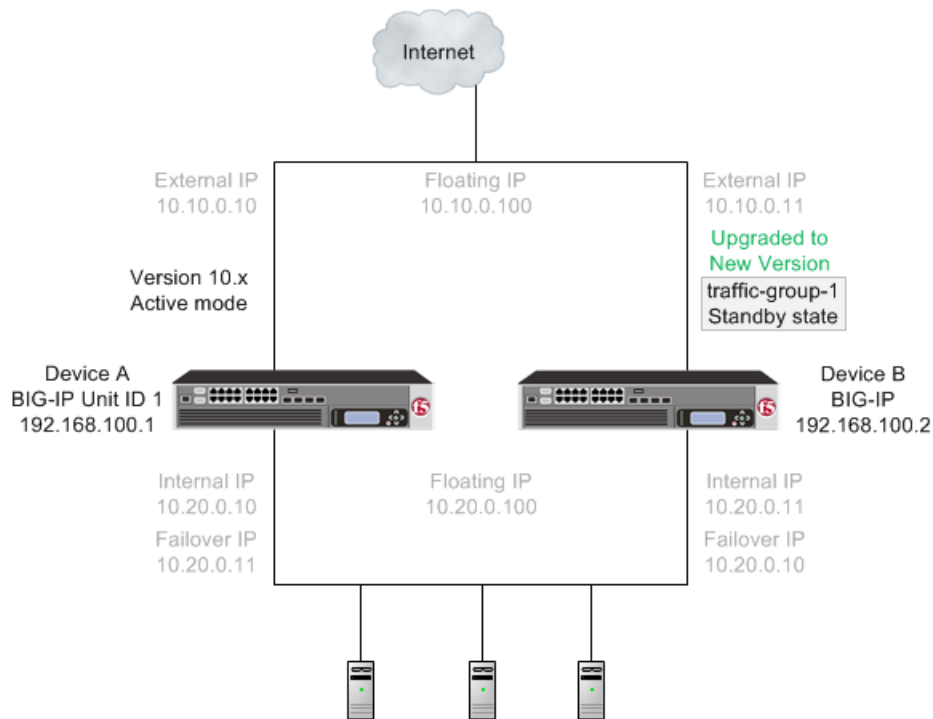 Internet
External IP
10.10.0.10
Floating IP
10.10.0.100
External IP
10.10.0.11
Version 10.x
Active mode
Upgraded to
New Version
traffic-group-1
Standby state
Device A
BIG-IP Unit ID 1
192.168.100.1
f5
f5
Device B
BIG-IP
192.168.100.2
Internal IP
10.20.0.10
Floating IP
10.20.0.100
Internal IP
10.20.0.11
Failover IP
10.20.0.11
Failover IP
10.20.0.10